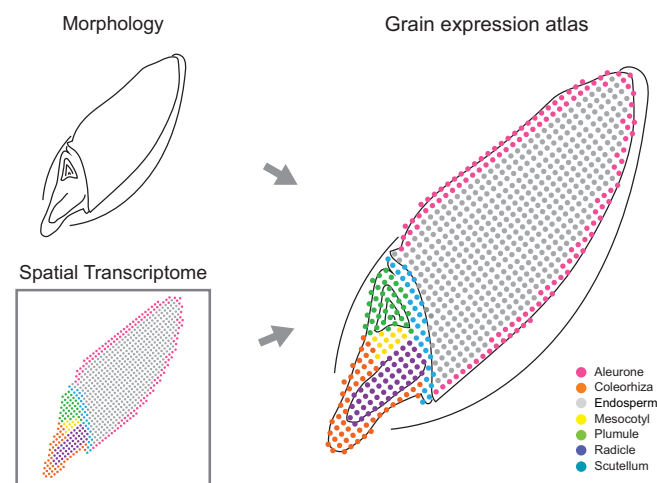 Morphology
Grain expression atlas
Spatial Transcriptome
Aleurone
Coleorhiza
Endosperm
Mesocotyl
Plumule
Radicle
Scutellum